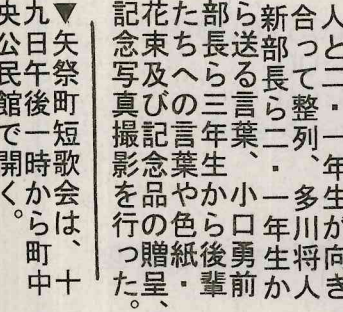 人と二・一年生が向き
合って整列、多川将人
新部長ら二・一年生か
ら送る言葉、小口勇前
部長ら三年生から後輩
たちへの言葉や色紙・
花束及び記念品の贈呈、
記念写真撮影を行った。
▼矢祭町短歌会は、十
九日午後一時から町中
央公民館で開く。